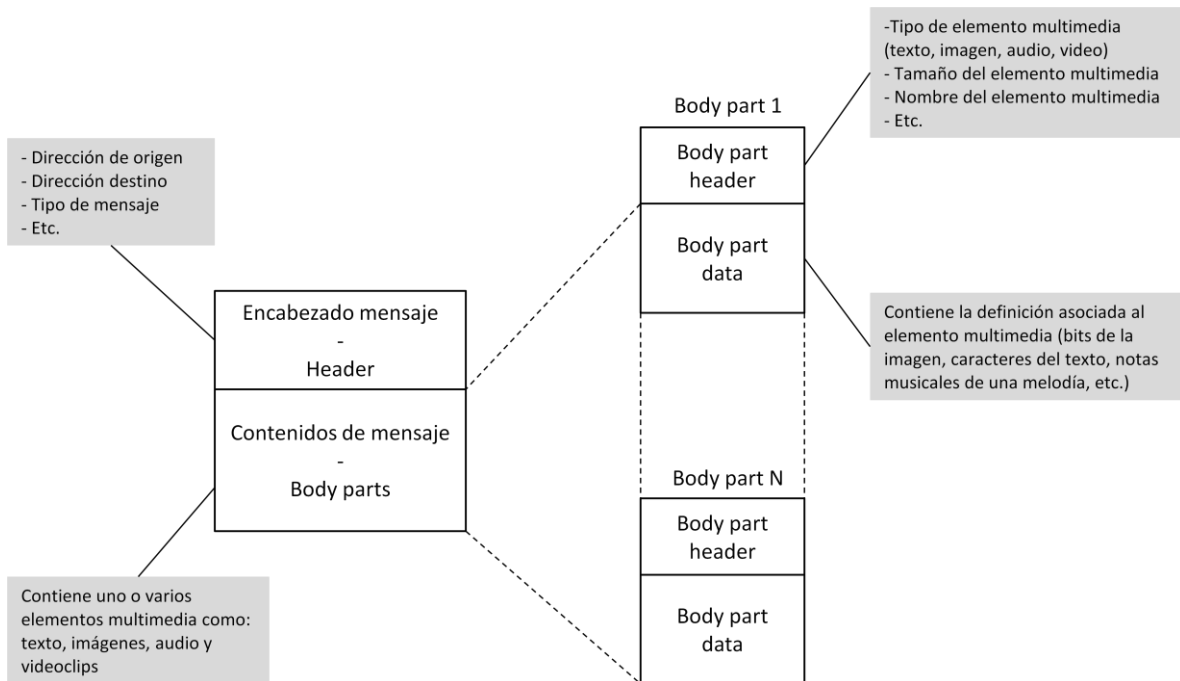 - Dirección de origen
- Dirección destino
- Tipo de mensaje
- Etc.
Encabezado mensaje
-
Header
Contenidos de mensaje
-
Body parts
Contiene uno o varios
elementos multimedia como:
texto, imágenes, audio y
videoclips
Body part 1
Body part
header
Body part
data
-Tipo de elemento multimedia
(texto, imagen, audio, video)
- Tamaño del elemento multimedia
- Nombre del elemento multimedia
- Etc.
Contiene la definición asociada al
elemento multimedia (bits de la
imagen, caracteres del texto, notas
musicales de una melodía, etc.)
Body part N
Body part
header
Body part
data